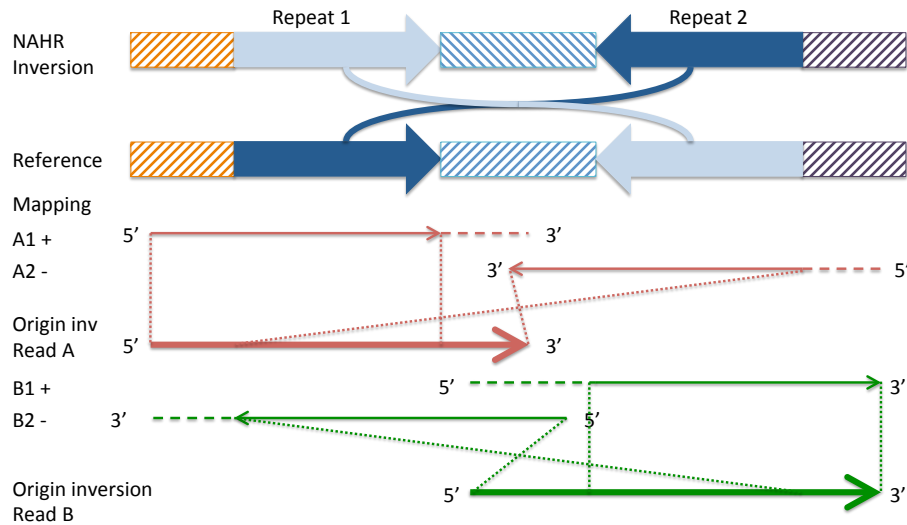 NAHR
Inversion
Repeat 1
Repeat 2
Reference
Mapping
A1 + 5’ 3’
A2 - 3’ 5’
Origin inv
Read A 5’ 3’
B1 + 5’ 3’
B2 - 3’ 5’
Origin inversion
Read B 5’ 3’